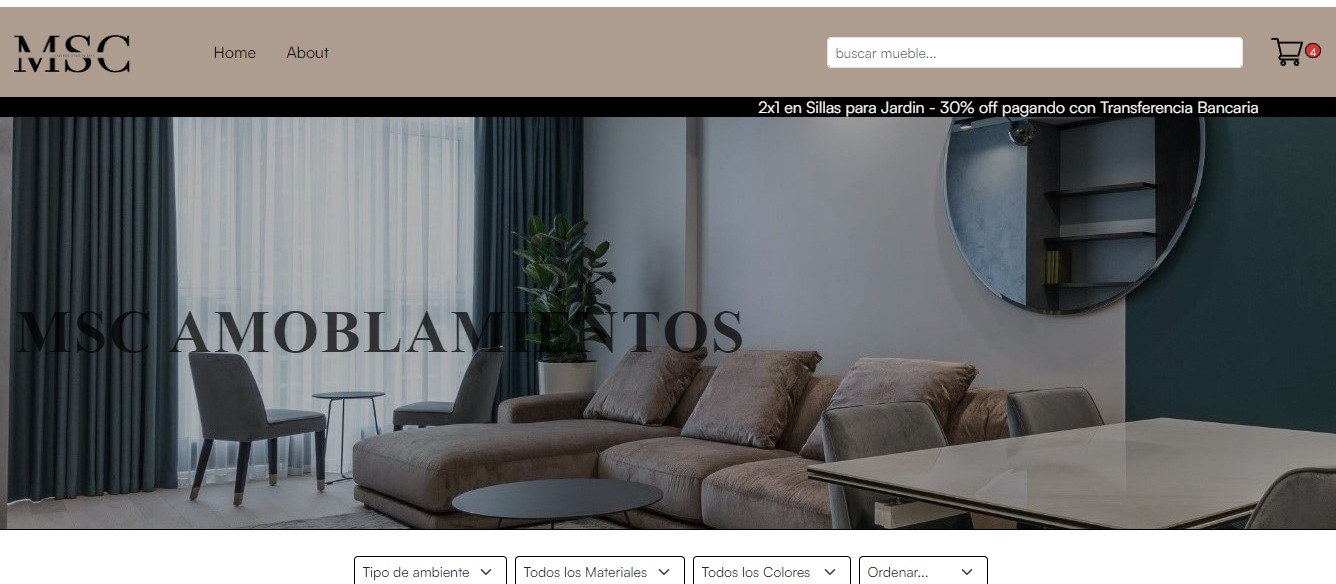 MSC
Home
About
buscar mueble...
4
2x1 en Sillas para Jardin - 30% off pagando con Transferencia Bancaria
MSC AMOBLAMIENTOS
Tipo de ambiente
Todos los Materiales
Todos los Colores
Ordenar...